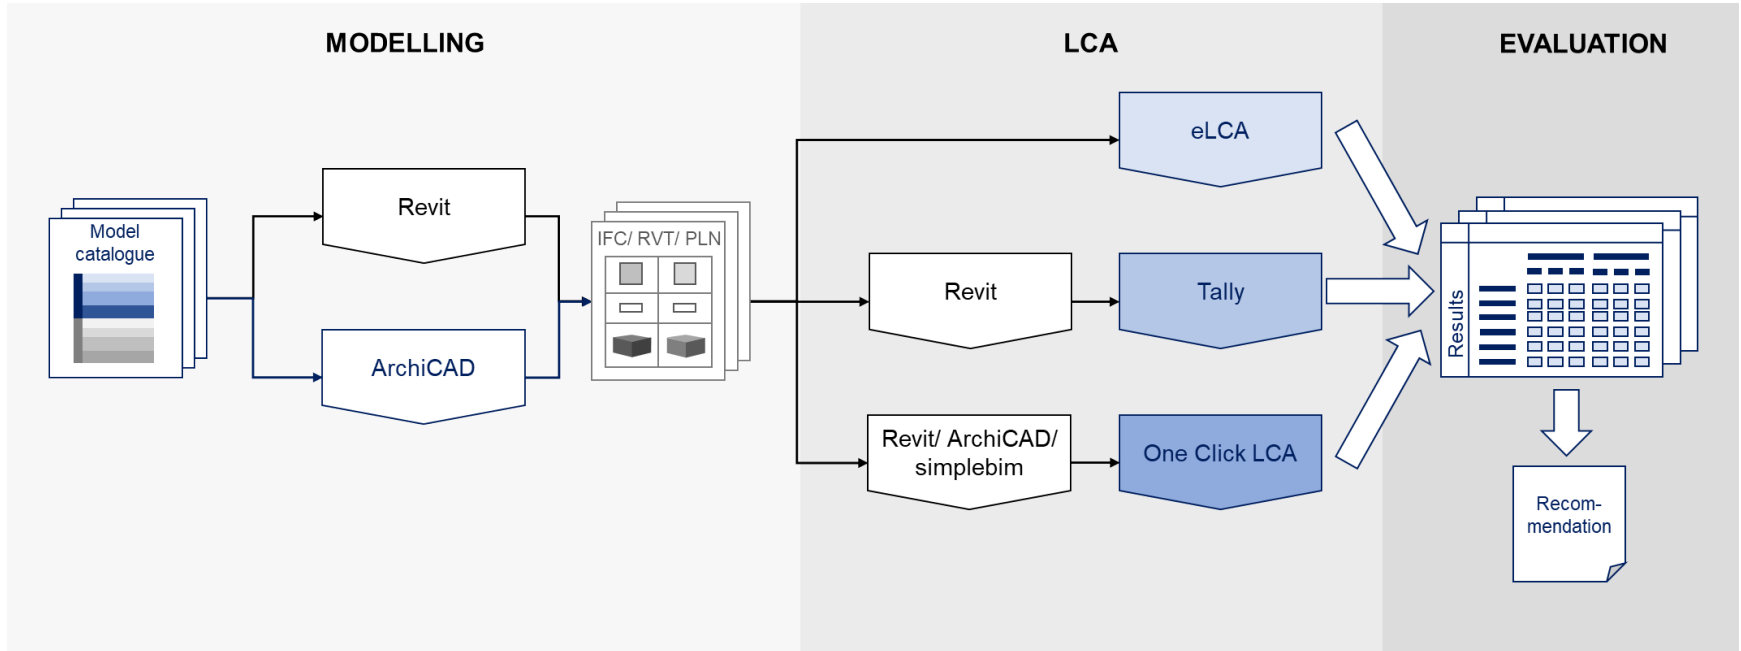 MODELLING
LCA
EVALUATION
Model
catalogue
Revit
ArchiCAD
IFC/ RVT/ PLN
eLCA
Revit
Tally
Revit/ ArchiCAD/
simplebim
One Click LCA
Results
Recom-
mendation